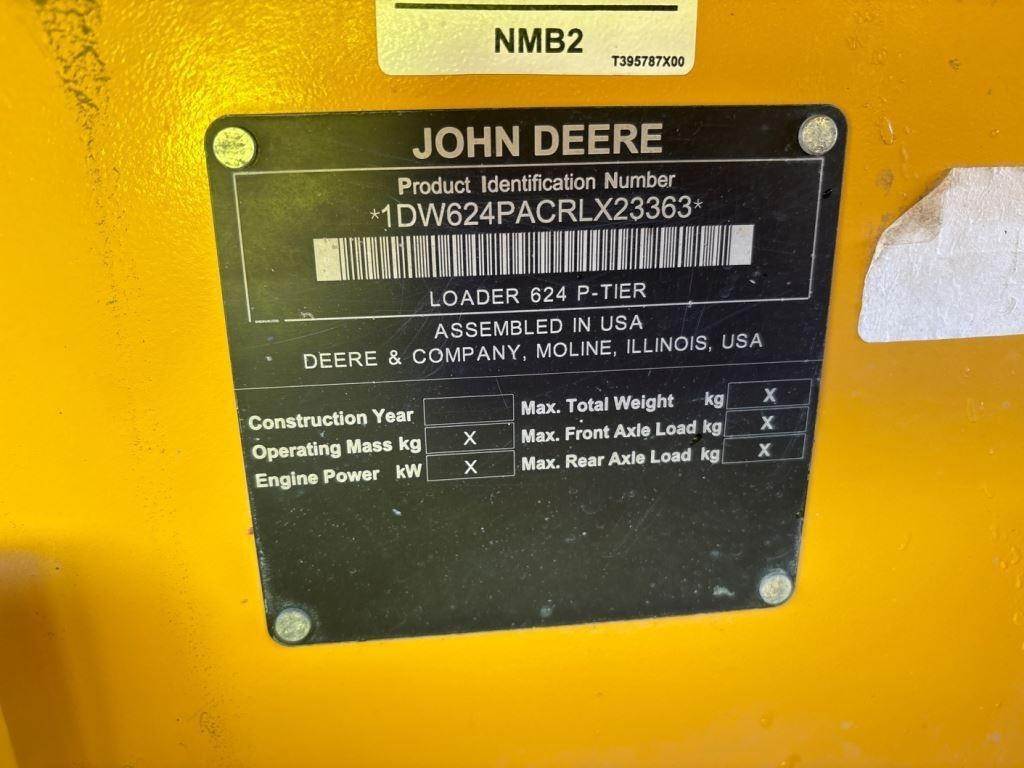 NMB2
T395787X00
JOHN DEERE
Product Identification Number
*1DW624PACRLX23363*
LOADER 624 P-TIER
ASSEMBLED IN USA
DEERE & COMPANY, MOLINE, ILLINOIS, USA
Construction Year
Operating Mass kg X
Engine Power kW X
Max. Total Weight kg X
Max. Front Axle Load kg X
Max. Rear Axle Load kg X